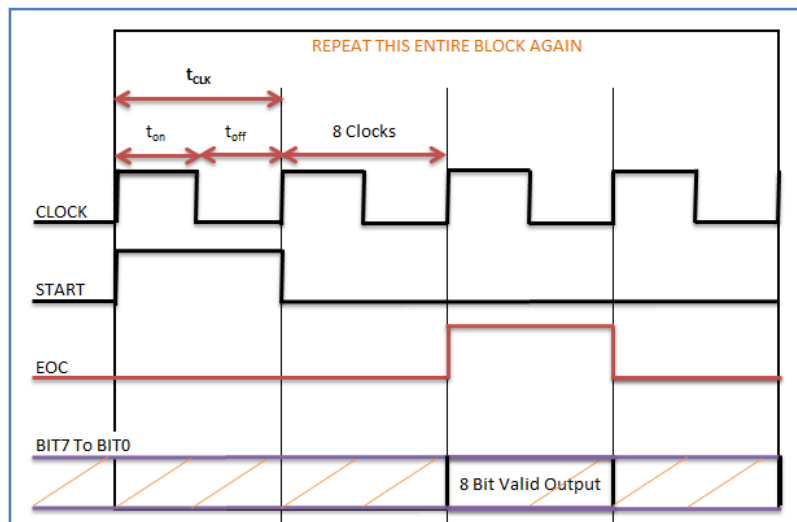 REPEAT THIS ENTIRE BLOCK AGAIN
tCLK
ton
toff
8 Clocks
CLOCK
START
EOC
BIT7 To BIT0
8 Bit Valid Output